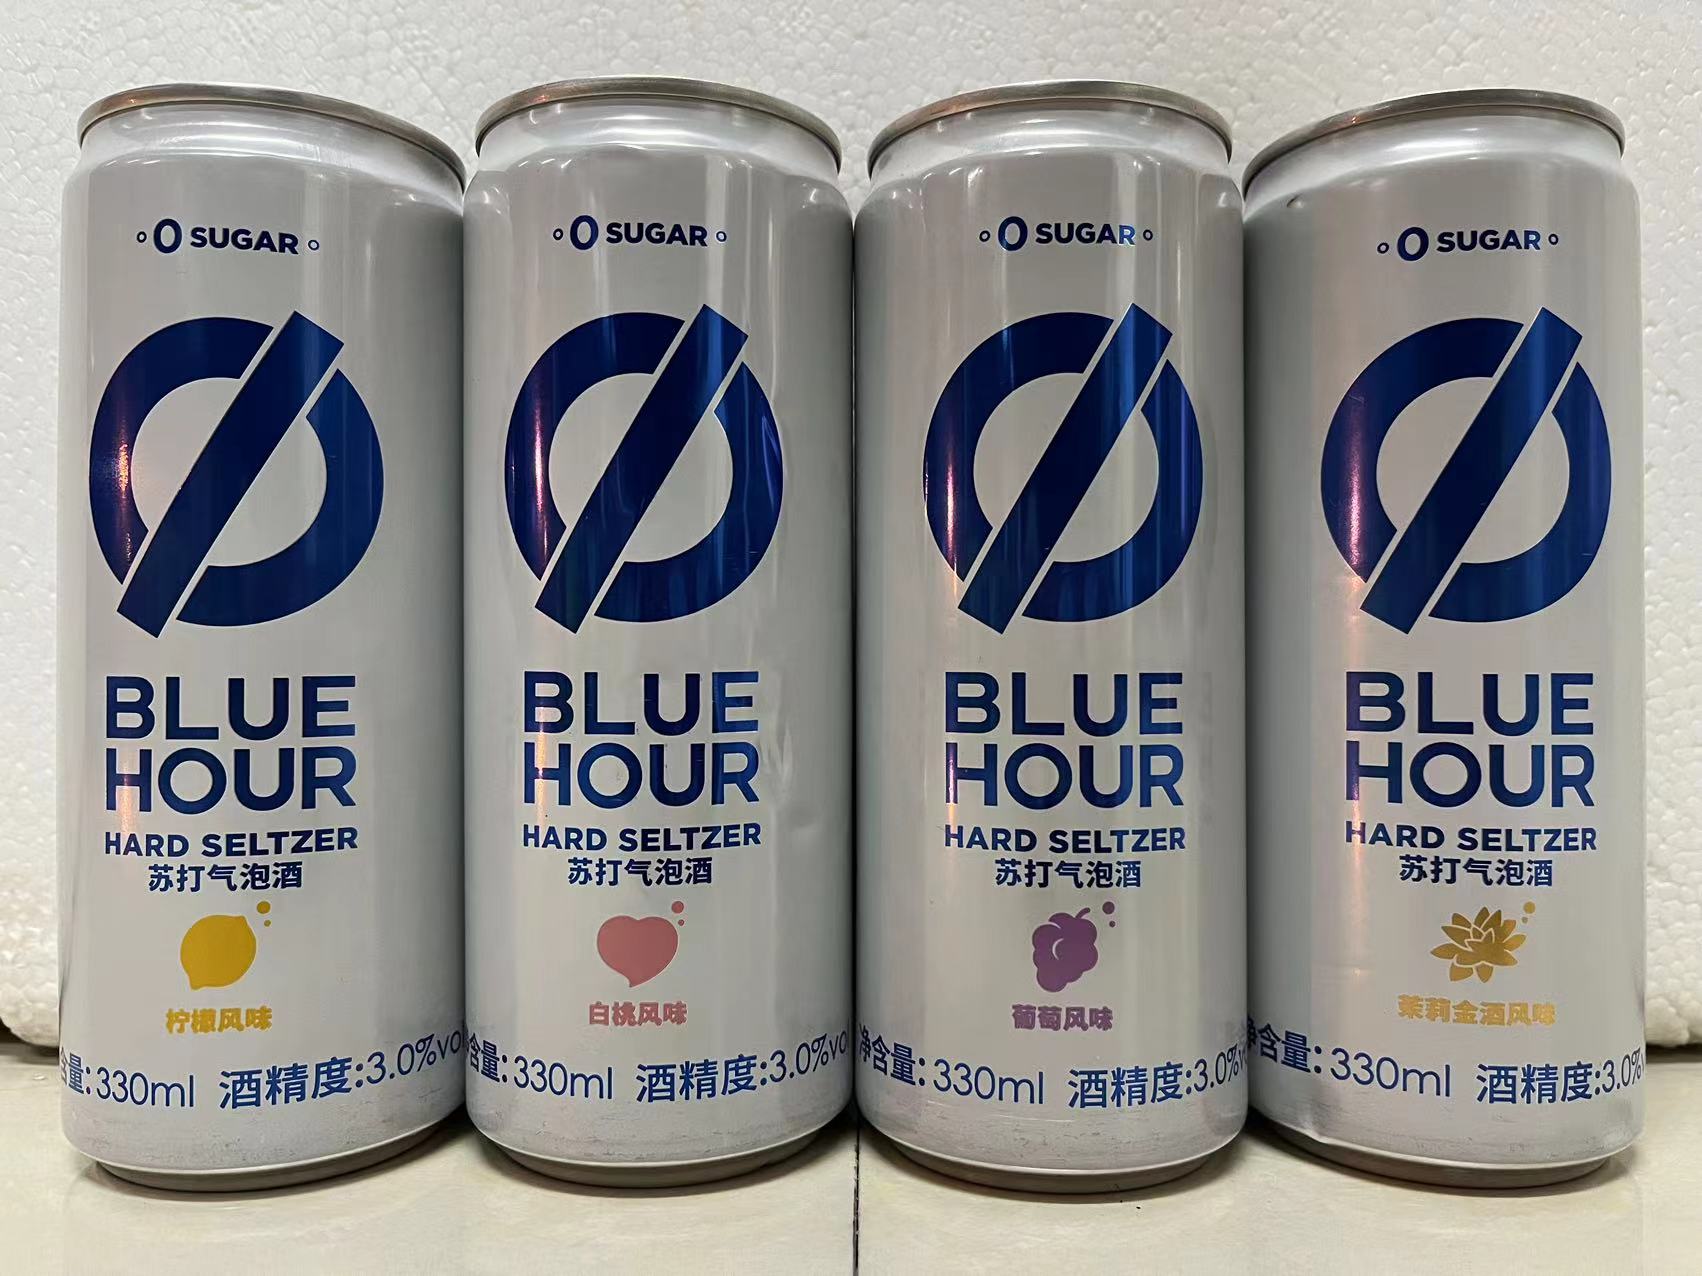 0 SUGAR
BLUE
HOUR
HARD SELTZER
苏打气泡酒
柠檬风味
含量:330ml 酒精度:3.0%vo
0 SUGAR
BLUE
HOUR
HARD SELTZER
苏打气泡酒
白桃风味
含量:330ml 酒精度:3.0%vo
0 SUGAR
BLUE
HOUR
HARD SELTZER
苏打气泡酒
葡萄风味
净含量:330ml 酒精度:3.0%v
0 SUGAR
BLUE
HOUR
HARD SELTZER
苏打气泡酒
茉莉金酒风味
净含量:330ml 酒精度:3.0%